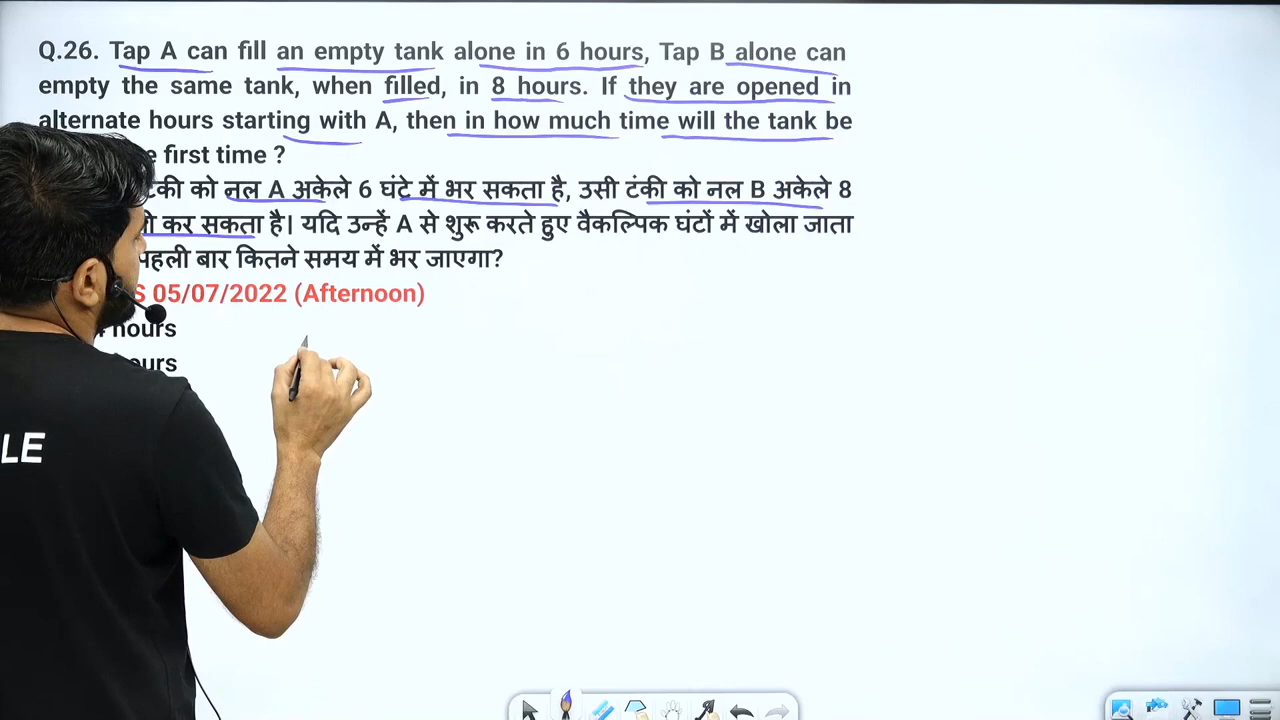 Q.26. Tap A can fill an empty tank alone in 6 hours, Tap B alone can
empty the same tank, when filled, in 8 hours. If they are opened in
alternate hours starting with A, then in how much time will the tank be
first time ?
को नल A अकेले 6 घंटे में भर सकता है, उसी टंकी को नल B अकेले 8
कर सकता है। यदि उन्हें A से शुरू करते हुए वैकल्पिक घंटों में खोला जाता
पहली बार कितने समय में भर जाएगा?
05/07/2022 (Afternoon)
hours
LE